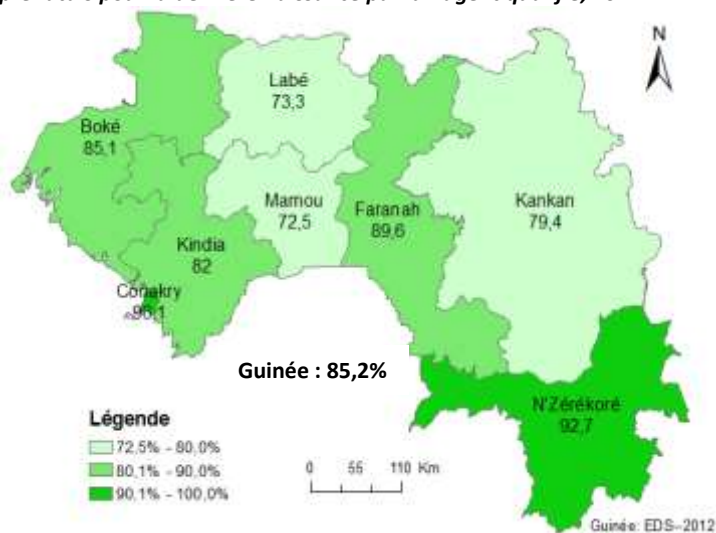 N
Labé
73,3
Boké
85,1
Mamou
72,5
Faranah
89,6
Kankan
79,4
Kindia
82
Conakry
Guinée : 85,2%
N'Zérékoré
92,7
Légende
72,5% - 80,0%
80,1% - 90,0%
90,1% - 100,0%
0 55 110 Km
Guinée: EDS-2012